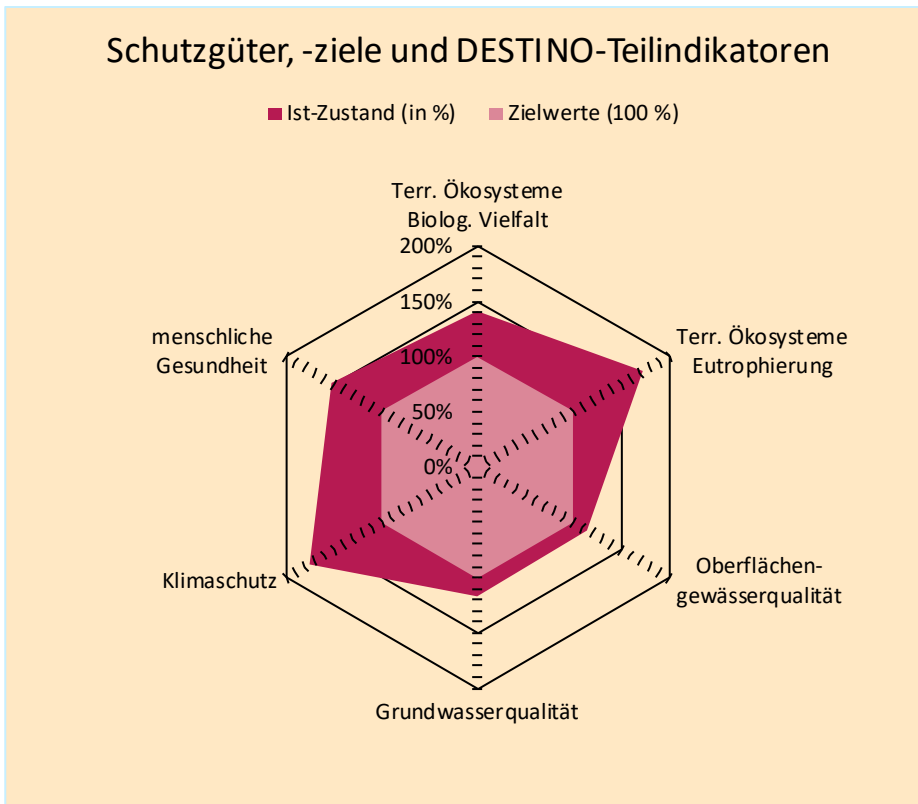 Schutzgüter, -ziele und DESTINO-Teilindikatoren
Ist-Zustand (in %)
Zielwerte (100 %)
Terr. Ökosysteme
Biolog. Vielfalt
200%
150%
100%
50%
0%
Terr. Ökosysteme
Eutrophierung
Oberflächen-
gewässerqualität
Grundwasserqualität
Klimaschutz
menschliche
Gesundheit